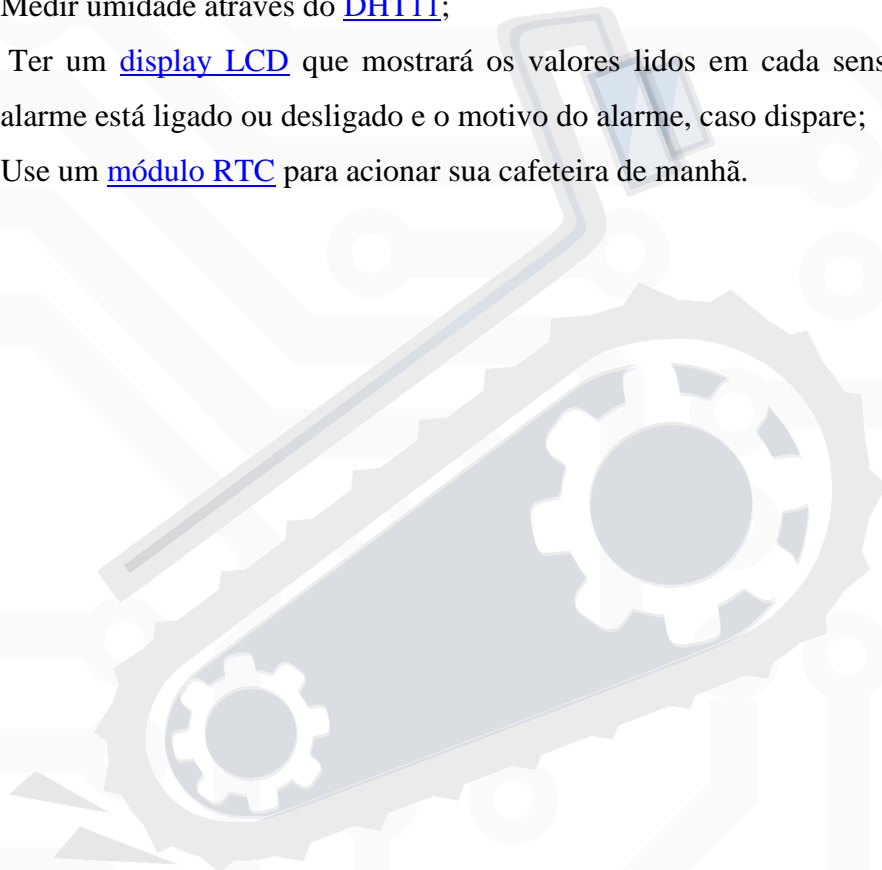 Medir umidade através do DHT11;
Ter um display LCD que mostrará os valores lidos em cada
alarme está ligado ou desligado e o motivo do alarme, caso dispare;
Use um módulo RTC para acionar sua cafeteira de manhã.